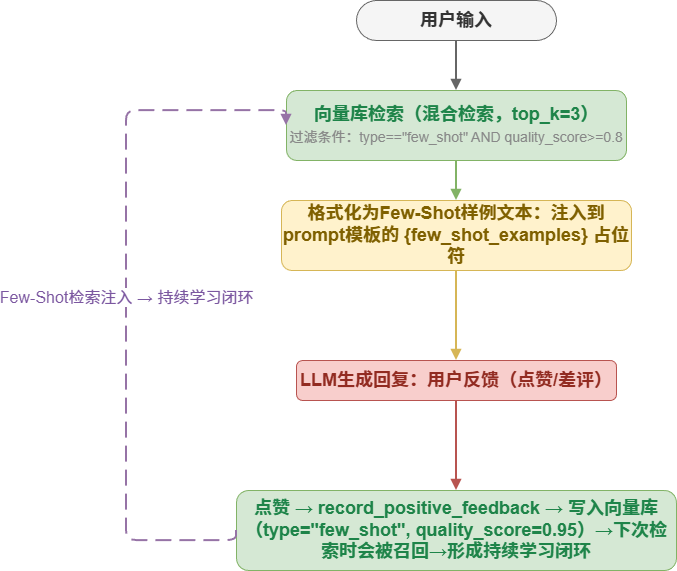 用户输入
向量库检索（混合检索，top_k=3）
过滤条件：type=="few_shot" AND quality_score>=0.8
格式化为Few-Shot样例文本：注入到
prompt模板的 {few_shot_examples} 占位
符
Few-Shot检索注入 → 持续学习闭环
LLM生成回复：用户反馈（点赞/差评）
点赞 → record_positive_feedback → 写入向量库
（type="few_shot", quality_score=0.95）→下次检
索时会被召回→形成持续学习闭环